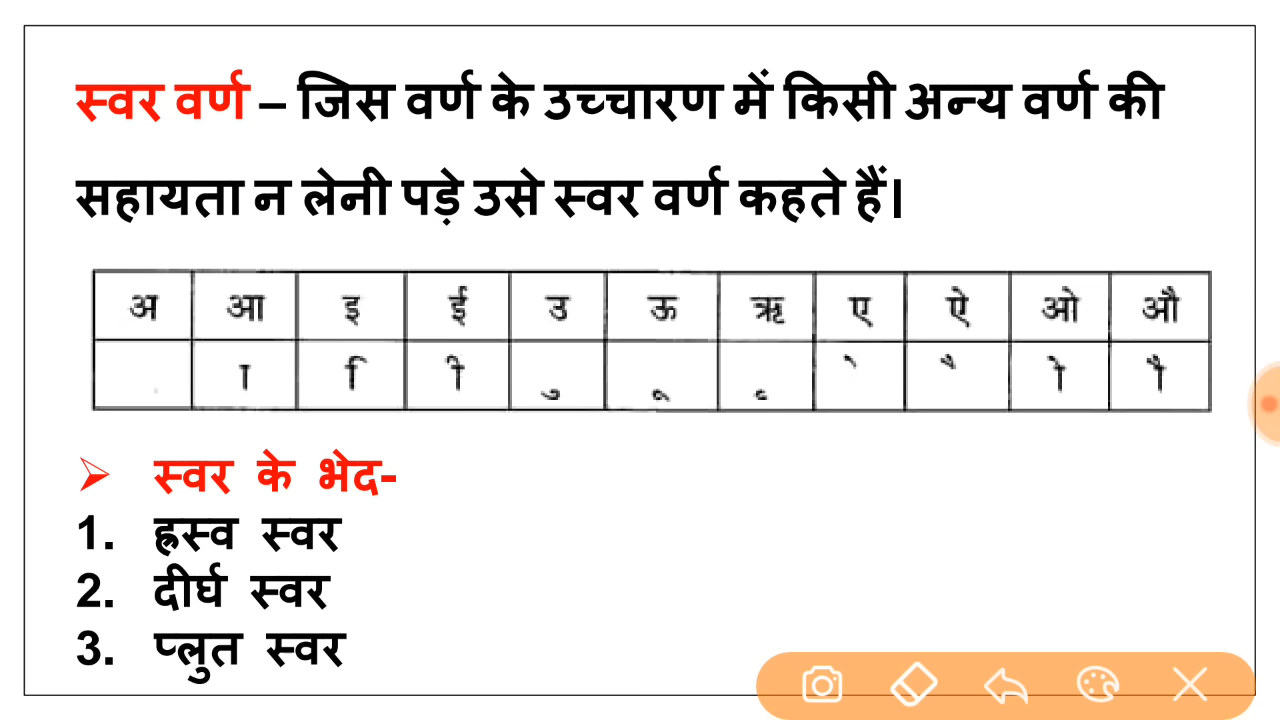 स्वर वर्ण – जिस वर्ण के उच्चारण में किसी अन्य वर्ण की
सहायता न लेनी पड़े उसे स्वर वर्ण कहते हैं।
अ आ इ ई उ ऊ ऋ ए ऐ ओ औ
ा ि ी ु ू ृ े ै ो ौ
➢ स्वर के भेद-
1. ह्रस्व स्वर
2. दीर्घ स्वर
3. प्लुत स्वर